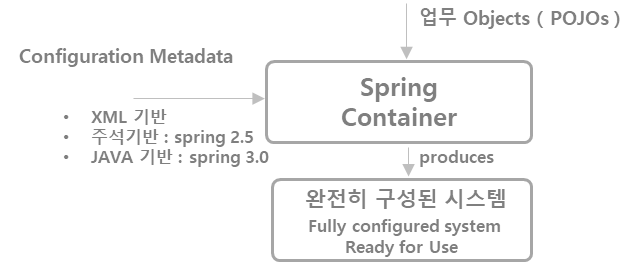 업무 Objects ( POJOs )
Configuration Metadata
• XML 기반
• 주석기반 : spring 2.5
• JAVA 기반 : spring 3.0
Spring
Container
produces
완전히 구성된 시스템
Fully configured system
Ready for Use